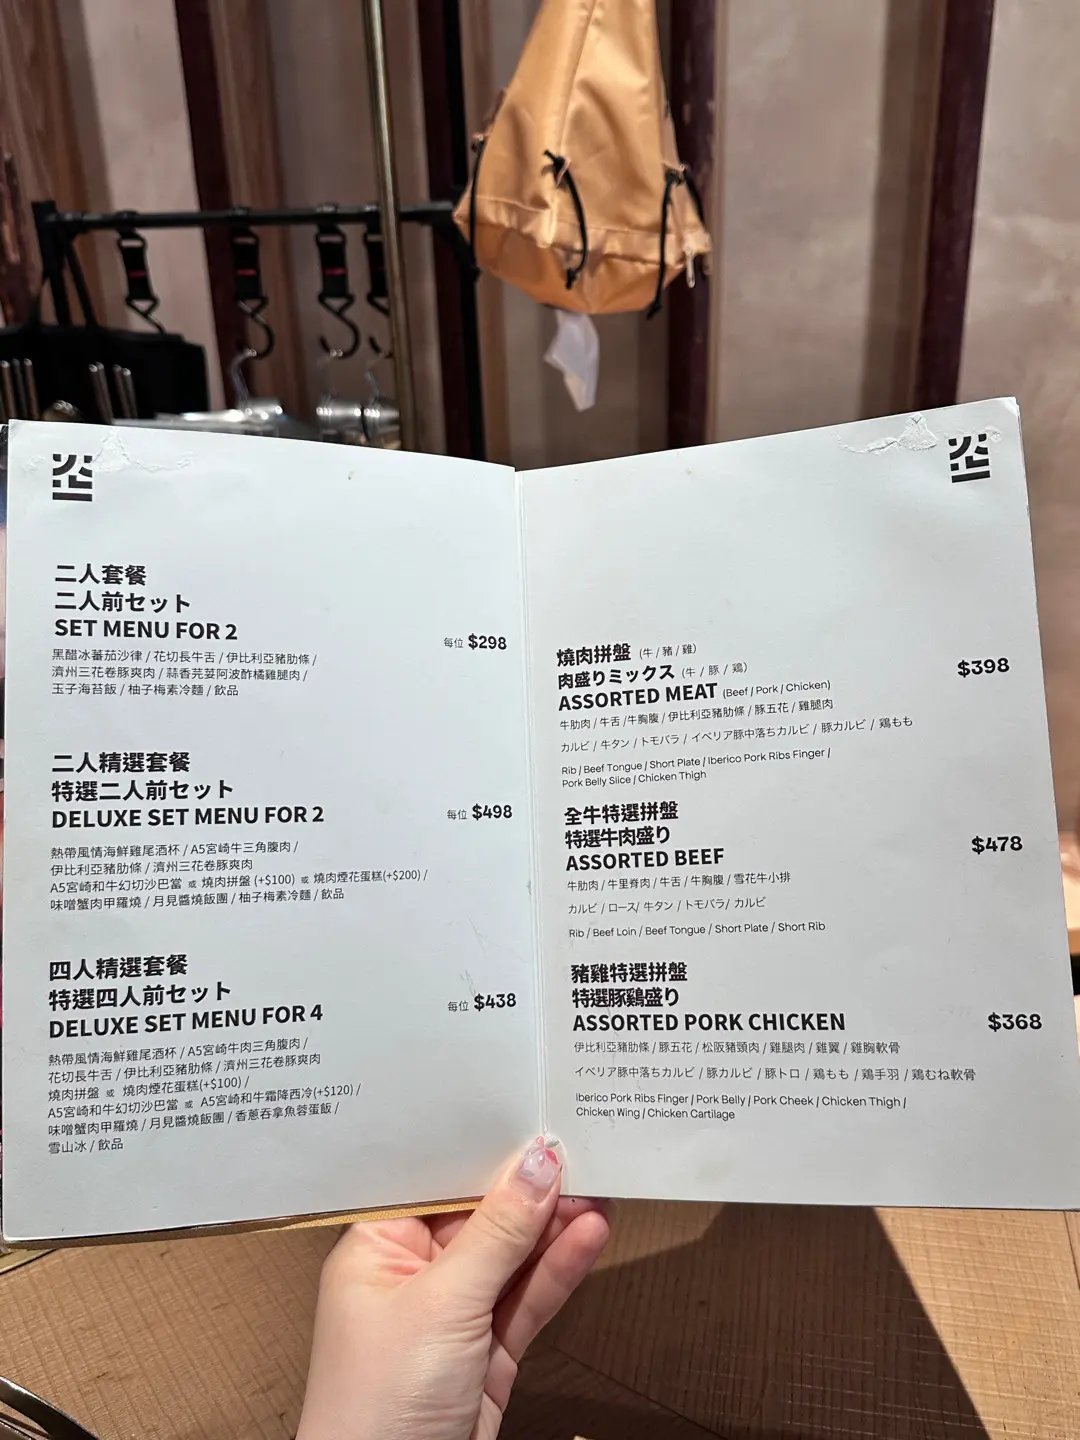 二人套餐
二人前セット
SET MENU FOR 2
每位 $298
黑醋冰蕃茄沙律 / 花切長牛舌 / 伊比利亞豬肋條 /
濟州三花卷豚爽肉 / 蒜香芫荽阿波酢橘雞腿肉 /
玉子海苔飯 / 柚子梅素冷麵 / 飲品
二人精選套餐
特選二人前セット
DELUXE SET MENU FOR 2
每位 $498
熱帶風情海鮮雞尾酒杯 / A5宮崎牛三角腹肉 /
伊比利亞豬肋條 / 濟州三花卷豚爽肉
A5宮崎和牛幻切沙巴當 或 燒肉拼盤 (+$100) 或 燒肉煙花蛋糕(+$200) /
味噌蟹肉甲羅燒 / 月見醬燒飯團 / 柚子梅素冷麵 / 飲品
四人精選套餐
特選四人前セット
DELUXE SET MENU FOR 4
每位 $438
熱帶風情海鮮雞尾酒杯 / A5宮崎牛肉三角腹肉 /
花切長牛舌 / 伊比利亞豬肋條 / 濟州三花卷豚爽肉
燒肉拼盤 或 燒肉煙花蛋糕(+$100) /
A5宮崎和牛幻切沙巴當 或 A5宮崎和牛霜降西冷(+$120) /
味噌蟹肉甲羅燒 / 月見醬燒飯團 / 香蔥吞拿魚蓉蛋飯 /
雪山冰 / 飲品
燒肉拼盤 (牛 / 豬 / 雞)
肉盛りミックス (牛 / 豚 / 鶏)
ASSORTED MEAT (Beef / Pork / Chicken)
$398
牛肋肉 / 牛舌 / 牛胸腹 / 伊比利亞豬肋條 / 豚五花 / 雞腿肉
カルビ / 牛タン / トモバラ / イベリア豚中落ちカルビ / 豚カルビ / 鶏もも
Rib / Beef Tongue / Short Plate / Iberico Pork Ribs Finger /
Pork Belly Slice / Chicken Thigh
全牛特選拼盤
特選牛肉盛り
ASSORTED BEEF
$478
牛肋肉 / 牛里脊肉 / 牛舌 / 牛胸腹 / 雪花牛小排
カルビ / ロース/ 牛タン / トモバラ/ カルビ
Rib / Beef Loin / Beef Tongue / Short Plate / Short Rib
豬雞特選拼盤
特選豚鷄盛り
ASSORTED PORK CHICKEN
$368
伊比利亞豬肋條 / 豚五花 / 松阪豬頸肉 / 雞腿肉 / 雞翼 / 雞胸軟骨
イベリア豚中落ちカルビ / 豚カルビ / 豚トロ / 鶏もも / 鶏手羽 / 鶏むね軟骨
Iberico Pork Ribs Finger / Pork Belly / Pork Cheek / Chicken Thigh /
Chicken Wing / Chicken Cartilage